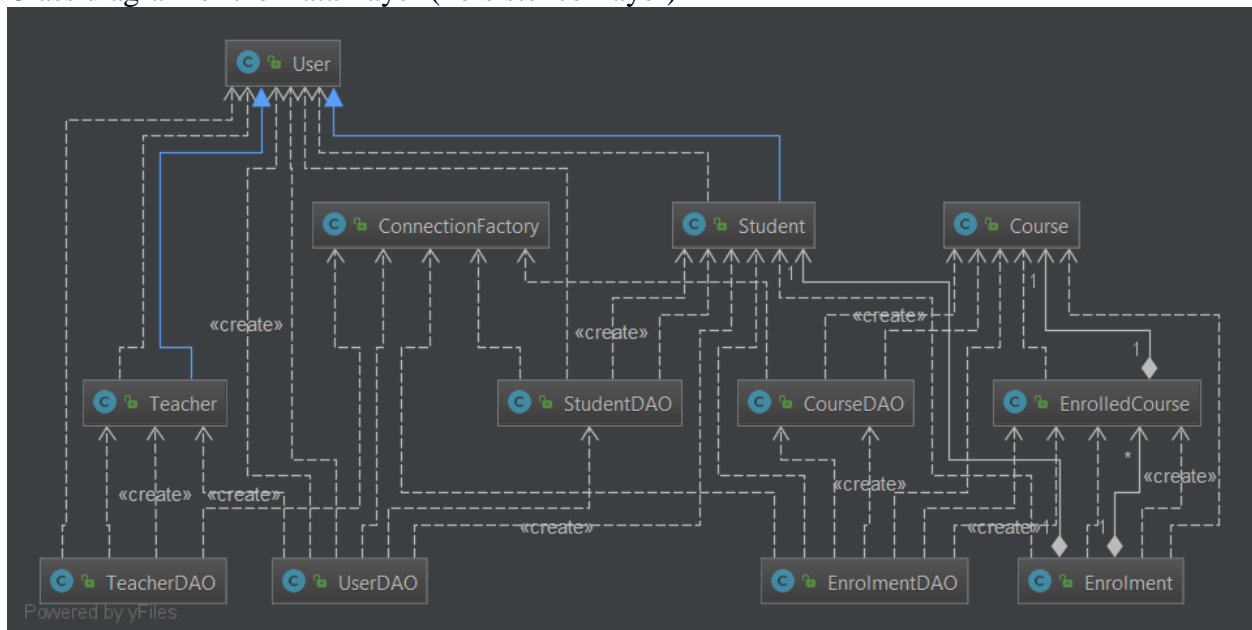 User
ConnectionFactory
Student
Course
1
1
«create»
«create»
«create»
1
Teacher
StudentDAO
CourseDAO
EnrolledCourse
*
«create»
«create»
«create»
«create»
«create»
«create»
1
1
TeacherDAO
UserDAO
EnrolmentDAO
Enrolment
Powered by yFiles